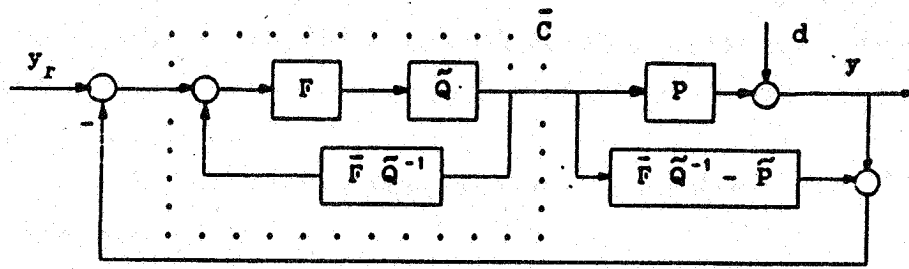 C̄
d
y_r
y
F
Q̃
P
-
F̄ Q̃⁻¹
F̄ Q̃⁻¹ - P̃